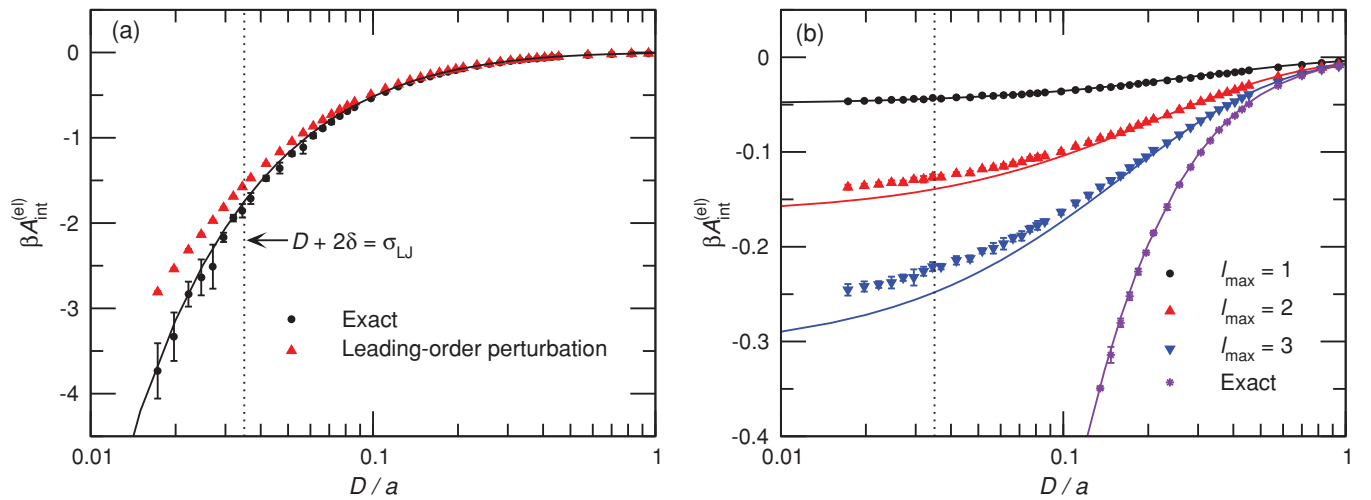 (a)
0
-1
-2
-3
-4
βA_int^(el)
D + 2δ = σ_LJ
Exact
Leading-order perturbation
0.01
0.1
1
D / a
(b)
0
-0.1
-0.2
-0.3
-0.4
βA_int^(el)
l_max = 1
l_max = 2
l_max = 3
Exact
0.01
0.1
1
D / a